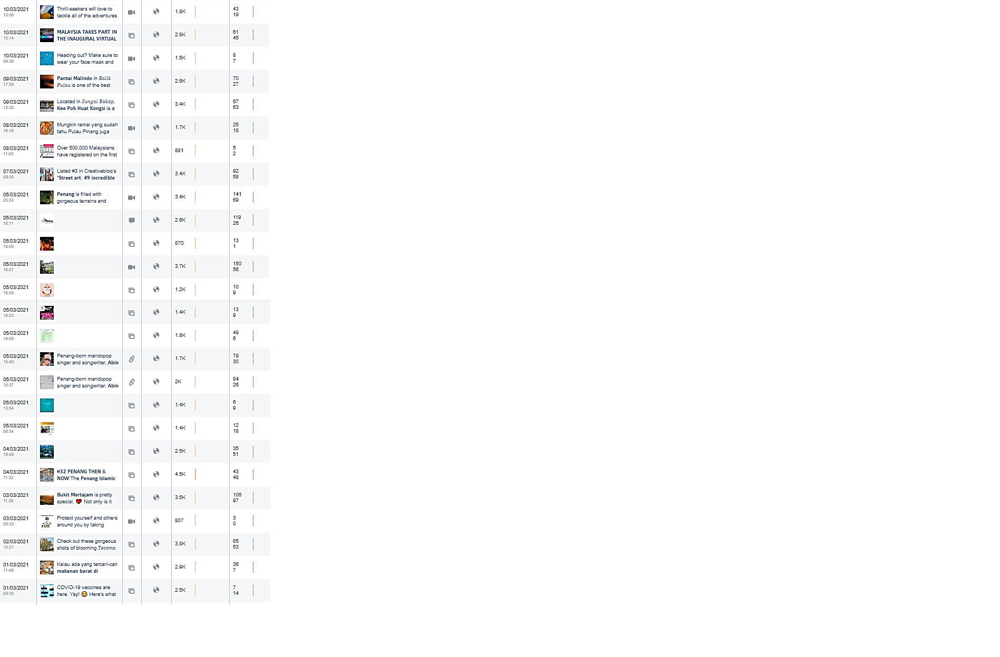 10/03/2021 Thrill-seekers will love to 1.8K 43
12:06 tackle all of the adventures 19
10/03/2021 MALAYSIA TAKES PART IN 2.8K 61
10:14 THE INAUGURAL VIRTUAL 45
10/03/2021 Heading out? Make sure to 1.5K 8
09:38 wear your face mask and 7
09/03/2021 Pantai Malindo in Balik 2.6K 70
17:58 Pulau is one of the best 27
09/03/2021 Located in Sungai Bakap, 3.4K 67
12:30 Kee Poh Huat Kongsi is a 53
08/03/2021 Mungkin ramai yang sudah 1.7K 25
16:16 tahu Pulau Pinang juga 18
08/03/2021 Over 500,000 Malaysians 881 5
11:00 have registered on the first 2
07/03/2021 Listed #3 in Creativebloq's 3.4K 92
09:30 "Street art: 49 incredible 58
05/03/2021 Penang is filled with 3.4K 141
20:24 gorgeous terrains and 69
05/03/2021 2.6K 119
16:11 26
05/03/2021 870 13
16:09 1
05/03/2021 3.7K 150
16:07 56
05/03/2021 1.2K 10
16:05 9
05/03/2021 1.4K 13
16:03 9
05/03/2021 1.8K 49
16:00 6
05/03/2021 Penang-born mandopop 1.7K 79
15:40 singer and songwriter, Abin 30
05/03/2021 Penang-born mandopop 2K 84
15:37 singer and songwriter, Abin 26
05/03/2021 1.4K 6
13:54 9
05/03/2021 1.4K 12
08:54 18
04/03/2021 2.5K 35
18:49 51
04/03/2021 #32 PENANG THEN & 4.5K 43
11:32 NOW The Penang Islamic 48
03/03/2021 Bukit Mertajam is pretty 3.5K 106
11:26 special. Not only is it 97
03/03/2021 Protect yourself and others 807 3
08:33 around you by taking 0
02/03/2021 Check out these gorgeous 3.8K 85
15:31 shots of blooming Tecoma 53
01/03/2021 Kalau ada yang tercari-cari 2.9K 36
11:48 makanan barat di 7
01/03/2021 COVID-19 vaccines are 2.5K 7
09:35 here. Yay! Here's what 14